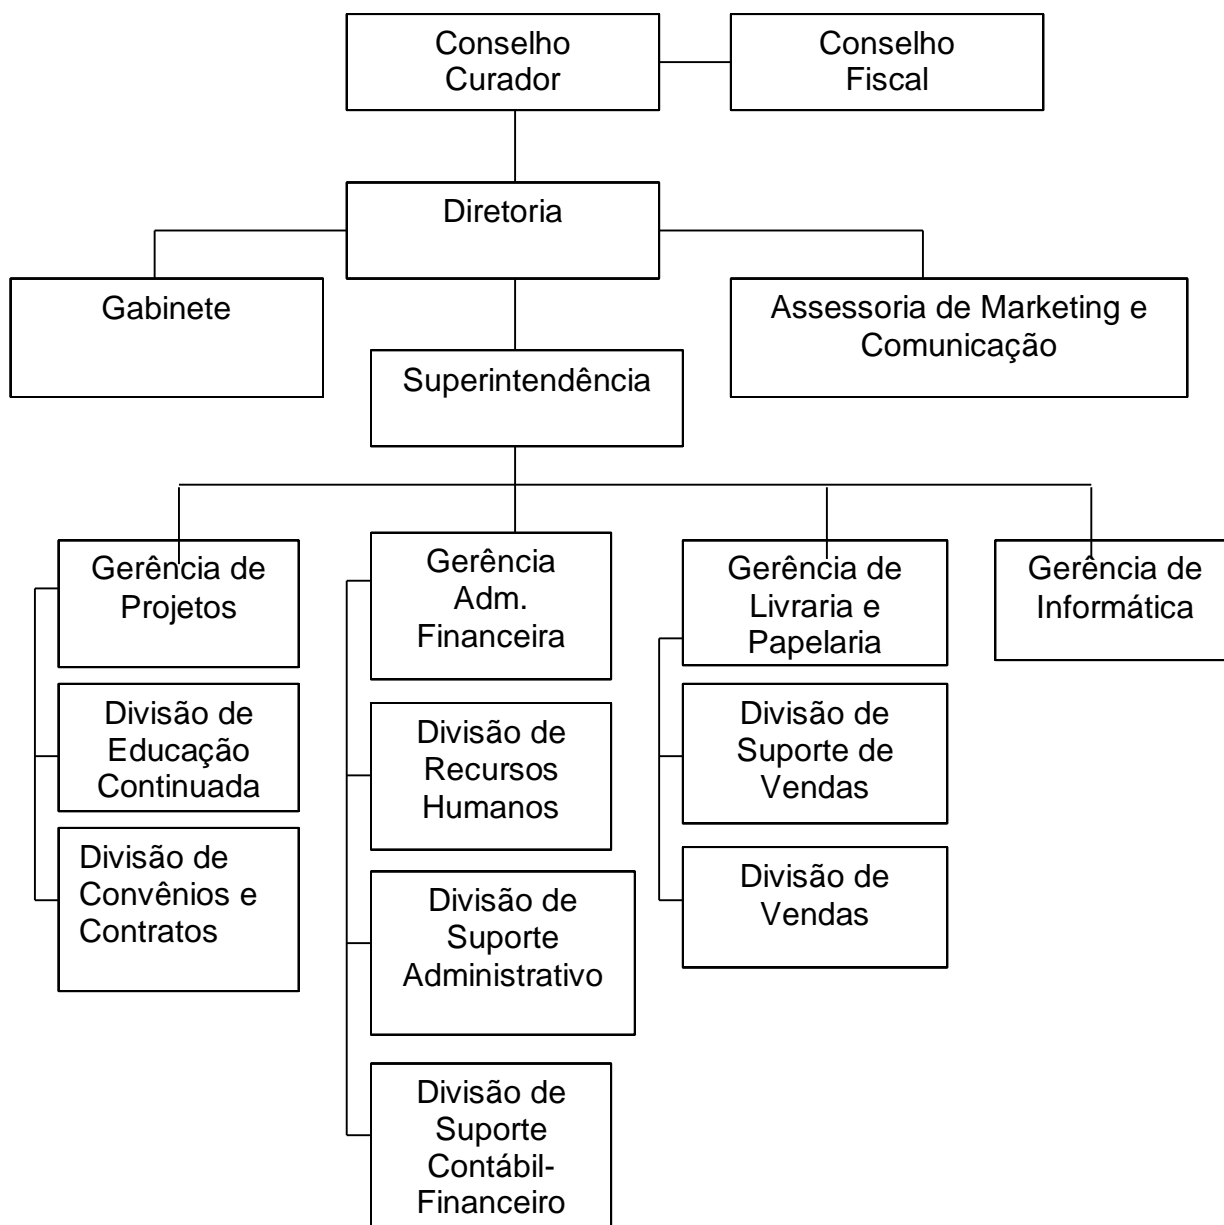 Conselho
Curador
Conselho
Fiscal
Diretoria
Gabinete
Assessoria de Marketing e
Comunicação
Superintendência
Gerência de
Projetos
Gerência
Adm.
Financeira
Gerência de
Livraria e
Papelaria
Gerência de
Informática
Divisão de
Educação
Continuada
Divisão de
Recursos
Humanos
Divisão de
Suporte de
Vendas
Divisão de
Convênios e
Contratos
Divisão de
Suporte
Administrativo
Divisão de
Vendas
Divisão de
Suporte
Contábil-
Financeiro